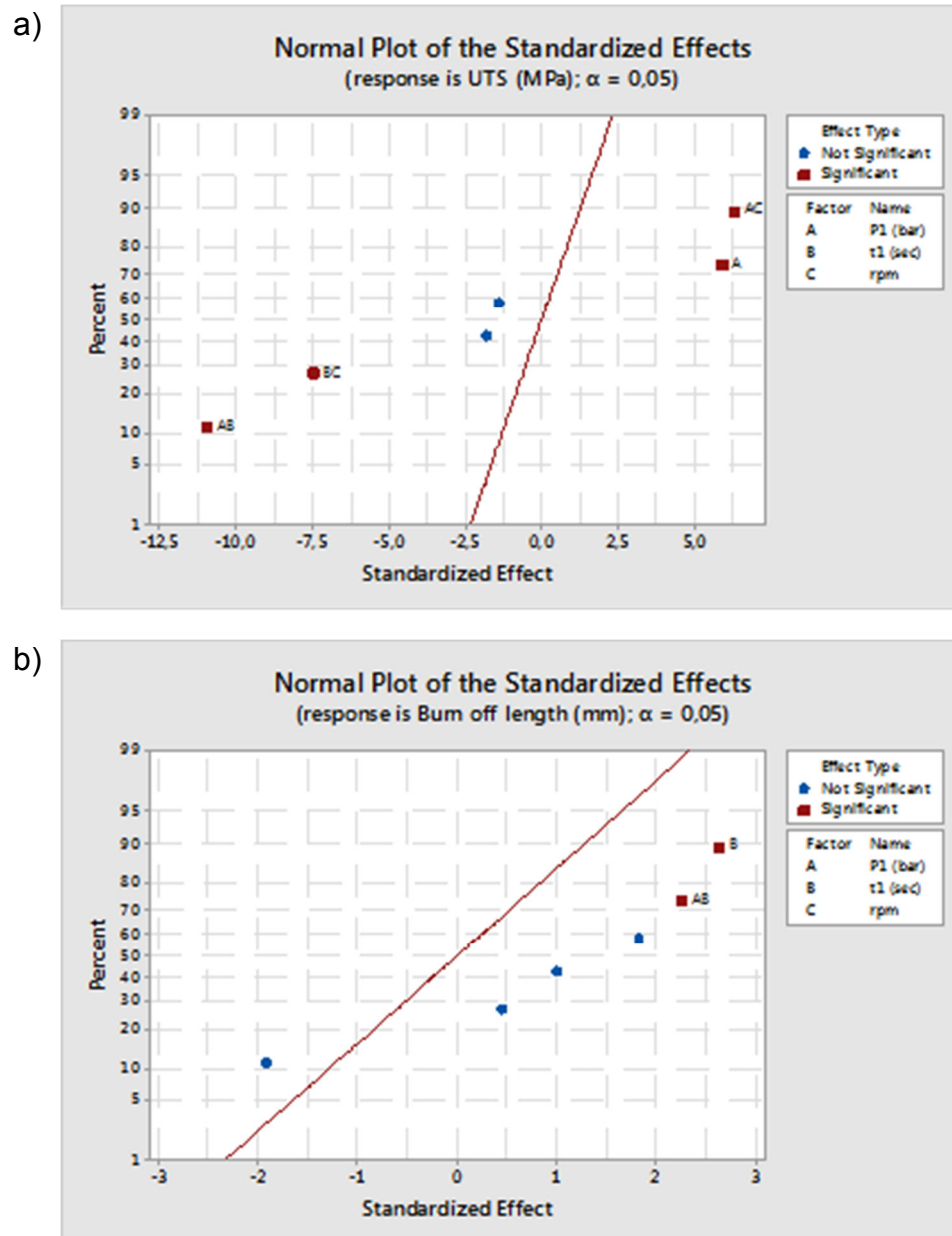 a)
Normal Plot of the Standardized Effects
(response is UTS (MPa); α = 0,05)
99
95
90
80
70
60
50
40
30
20
10
5
1
Percent
AC
A
BC
AB
-12,5 -10,0 -7,5 -5,0 -2,5 0,0 2,5 5,0
Standardized Effect
Effect Type
Not Significant
Significant
Factor Name
A P1 (bar)
B t1 (sec)
C rpm
b)
Normal Plot of the Standardized Effects
(response is Burn off length (mm); α = 0,05)
99
95
90
80
70
60
50
40
30
20
10
5
1
Percent
B
AB
-3 -2 -1 0 1 2 3
Standardized Effect
Effect Type
Not Significant
Significant
Factor Name
A P1 (bar)
B t1 (sec)
C rpm